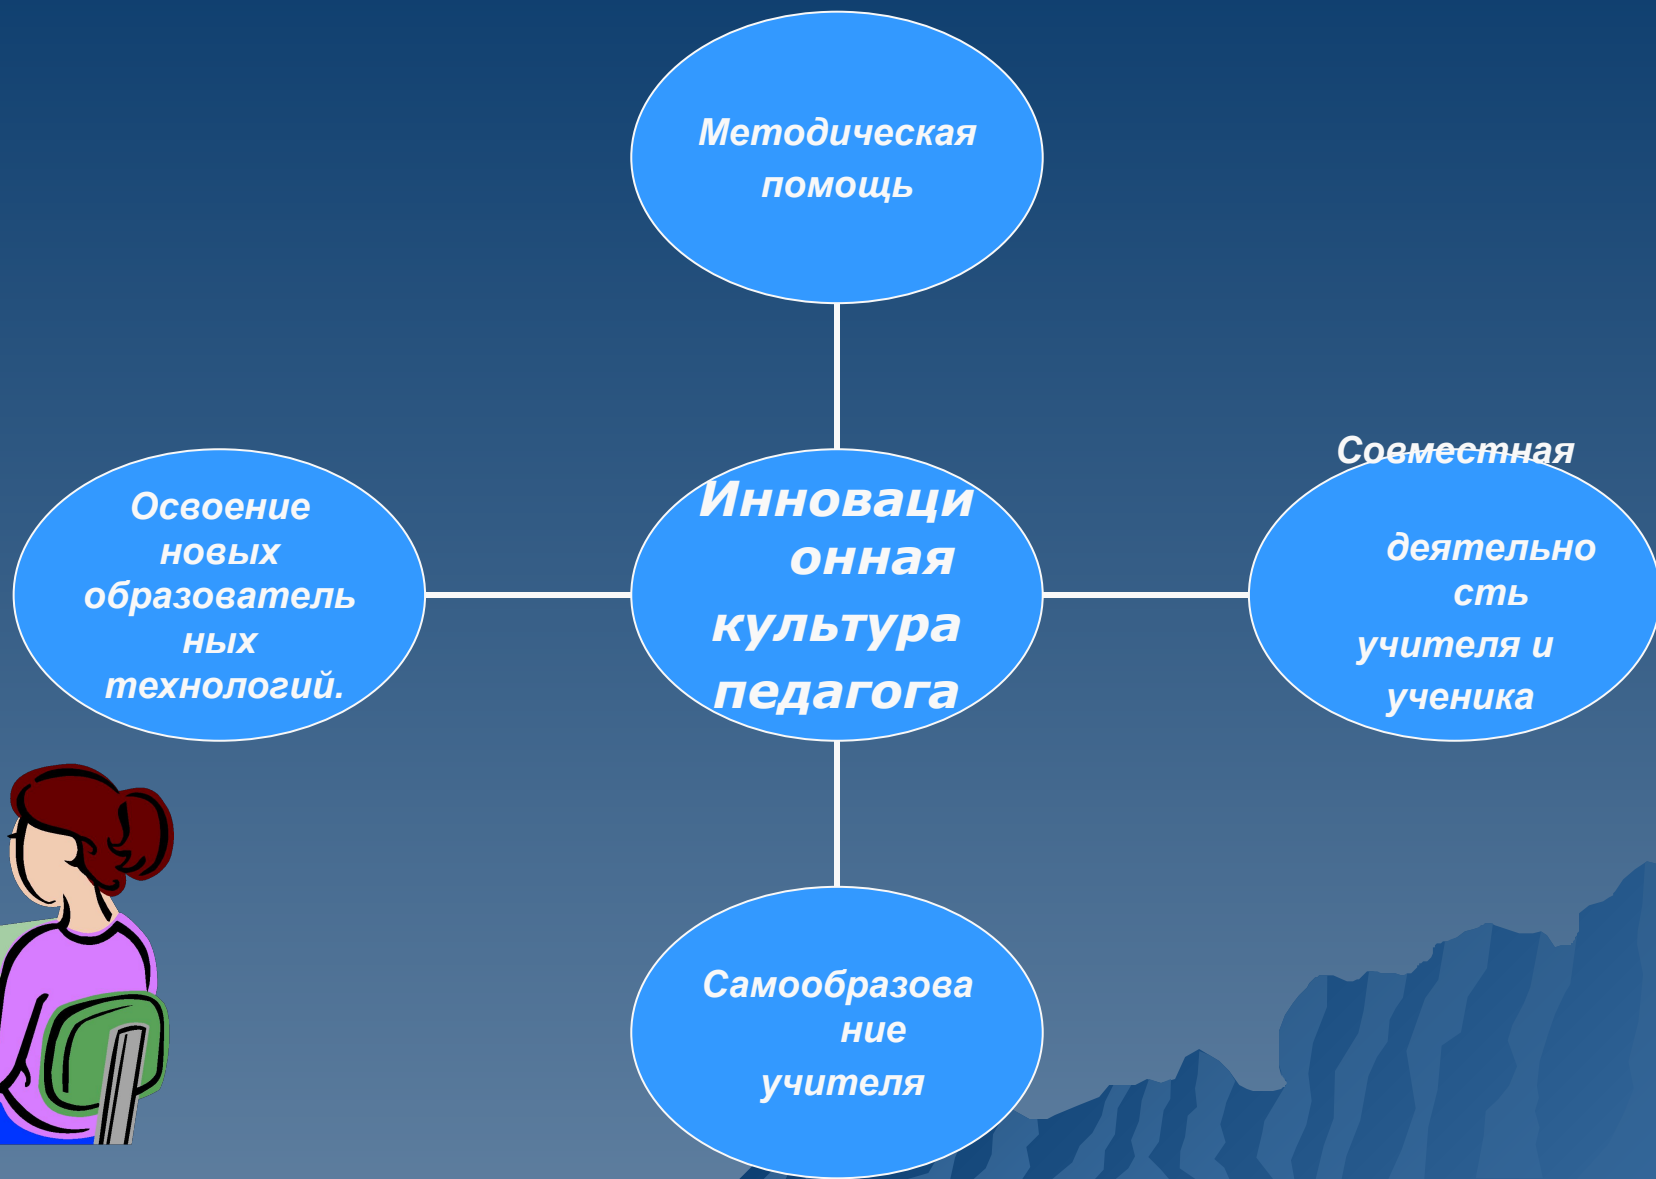 Методическая
помощь
Освоение
новых
образователь
ных
технологий.
Инноваци
онная
культура
педагога
Совместная
деятельно
сть
учителя и
ученика
Самообразова
ние
учителя